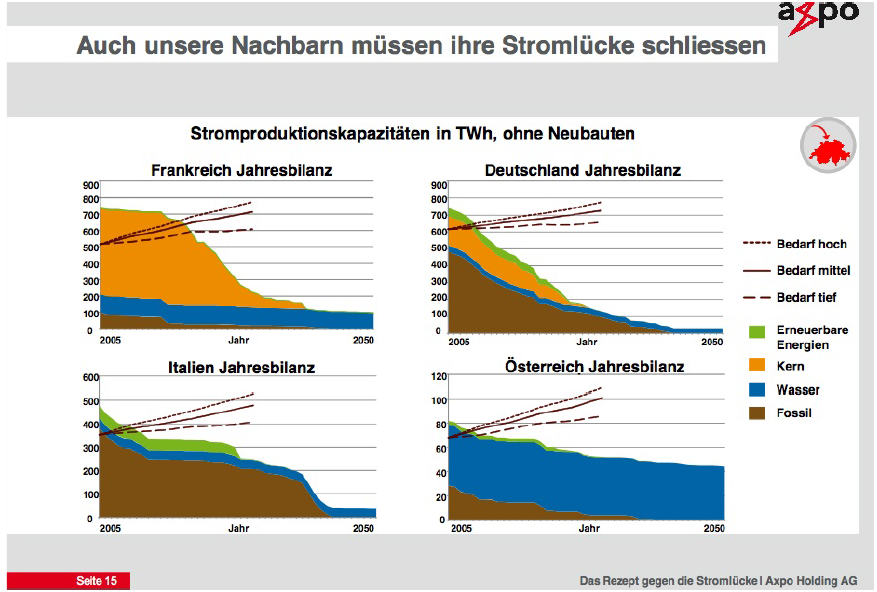 axpo
Auch unsere Nachbarn müssen ihre Stromlücke schliessen
Stromproduktionskapazitäten in TWh, ohne Neubauten
Frankreich Jahresbilanz
900
800
700
600
500
400
300
200
100
0
2005 Jahr 2050
Deutschland Jahresbilanz
900
800
700
600
500
400
300
200
100
0
2005 Jahr 2050
Italien Jahresbilanz
600
500
400
300
200
100
0
2005 Jahr 2050
Österreich Jahresbilanz
120
100
80
60
40
20
0
2005 Jahr 2050
Bedarf hoch
Bedarf mittel
Bedarf tief
Erneuerbare
Energien
Kern
Wasser
Fossil
Seite 15
Das Rezept gegen die Stromlücke I Axpo Holding AG